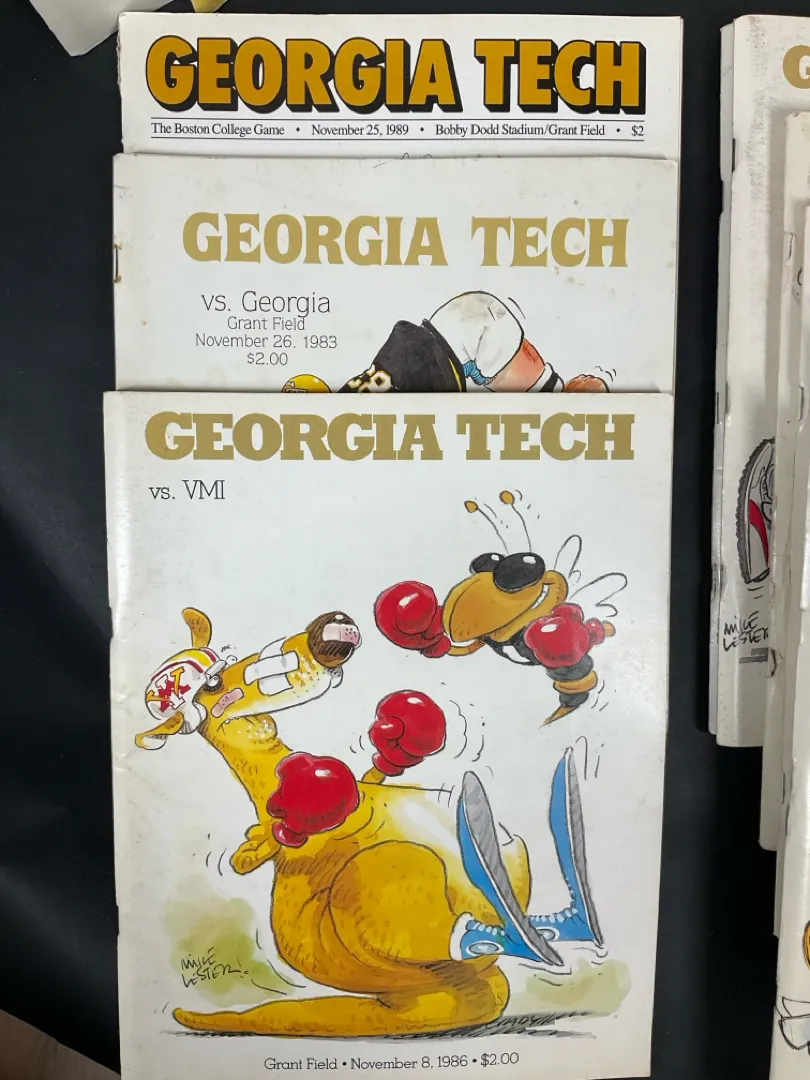 GEORGIA TECH
The Boston College Game • November 25, 1989 • Bobby Dodd Stadium/Grant Field • $2
GEORGIA TECH
vs. Georgia
Grant Field
November 26, 1983
$2.00
GEORGIA TECH
vs. VMI
MIKE
LESTER!
Grant Field • November 8, 1986 • $2.00
G
MIKE
LESTER